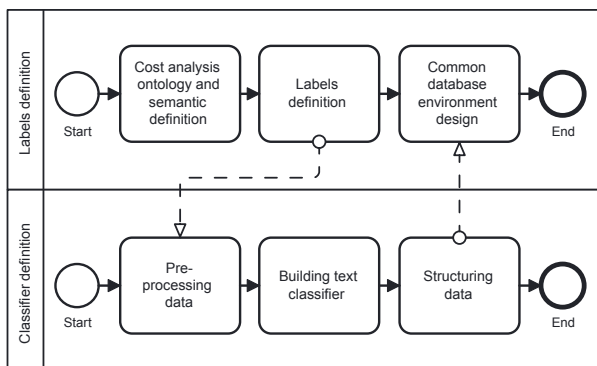 Labels definition
Start
Cost analysis
ontology and
semantic
definition
Labels
definition
Common
database
environment
design
End
Classifier definition
Start
Pre-
processing
data
Building text
classifier
Structuring
data
End